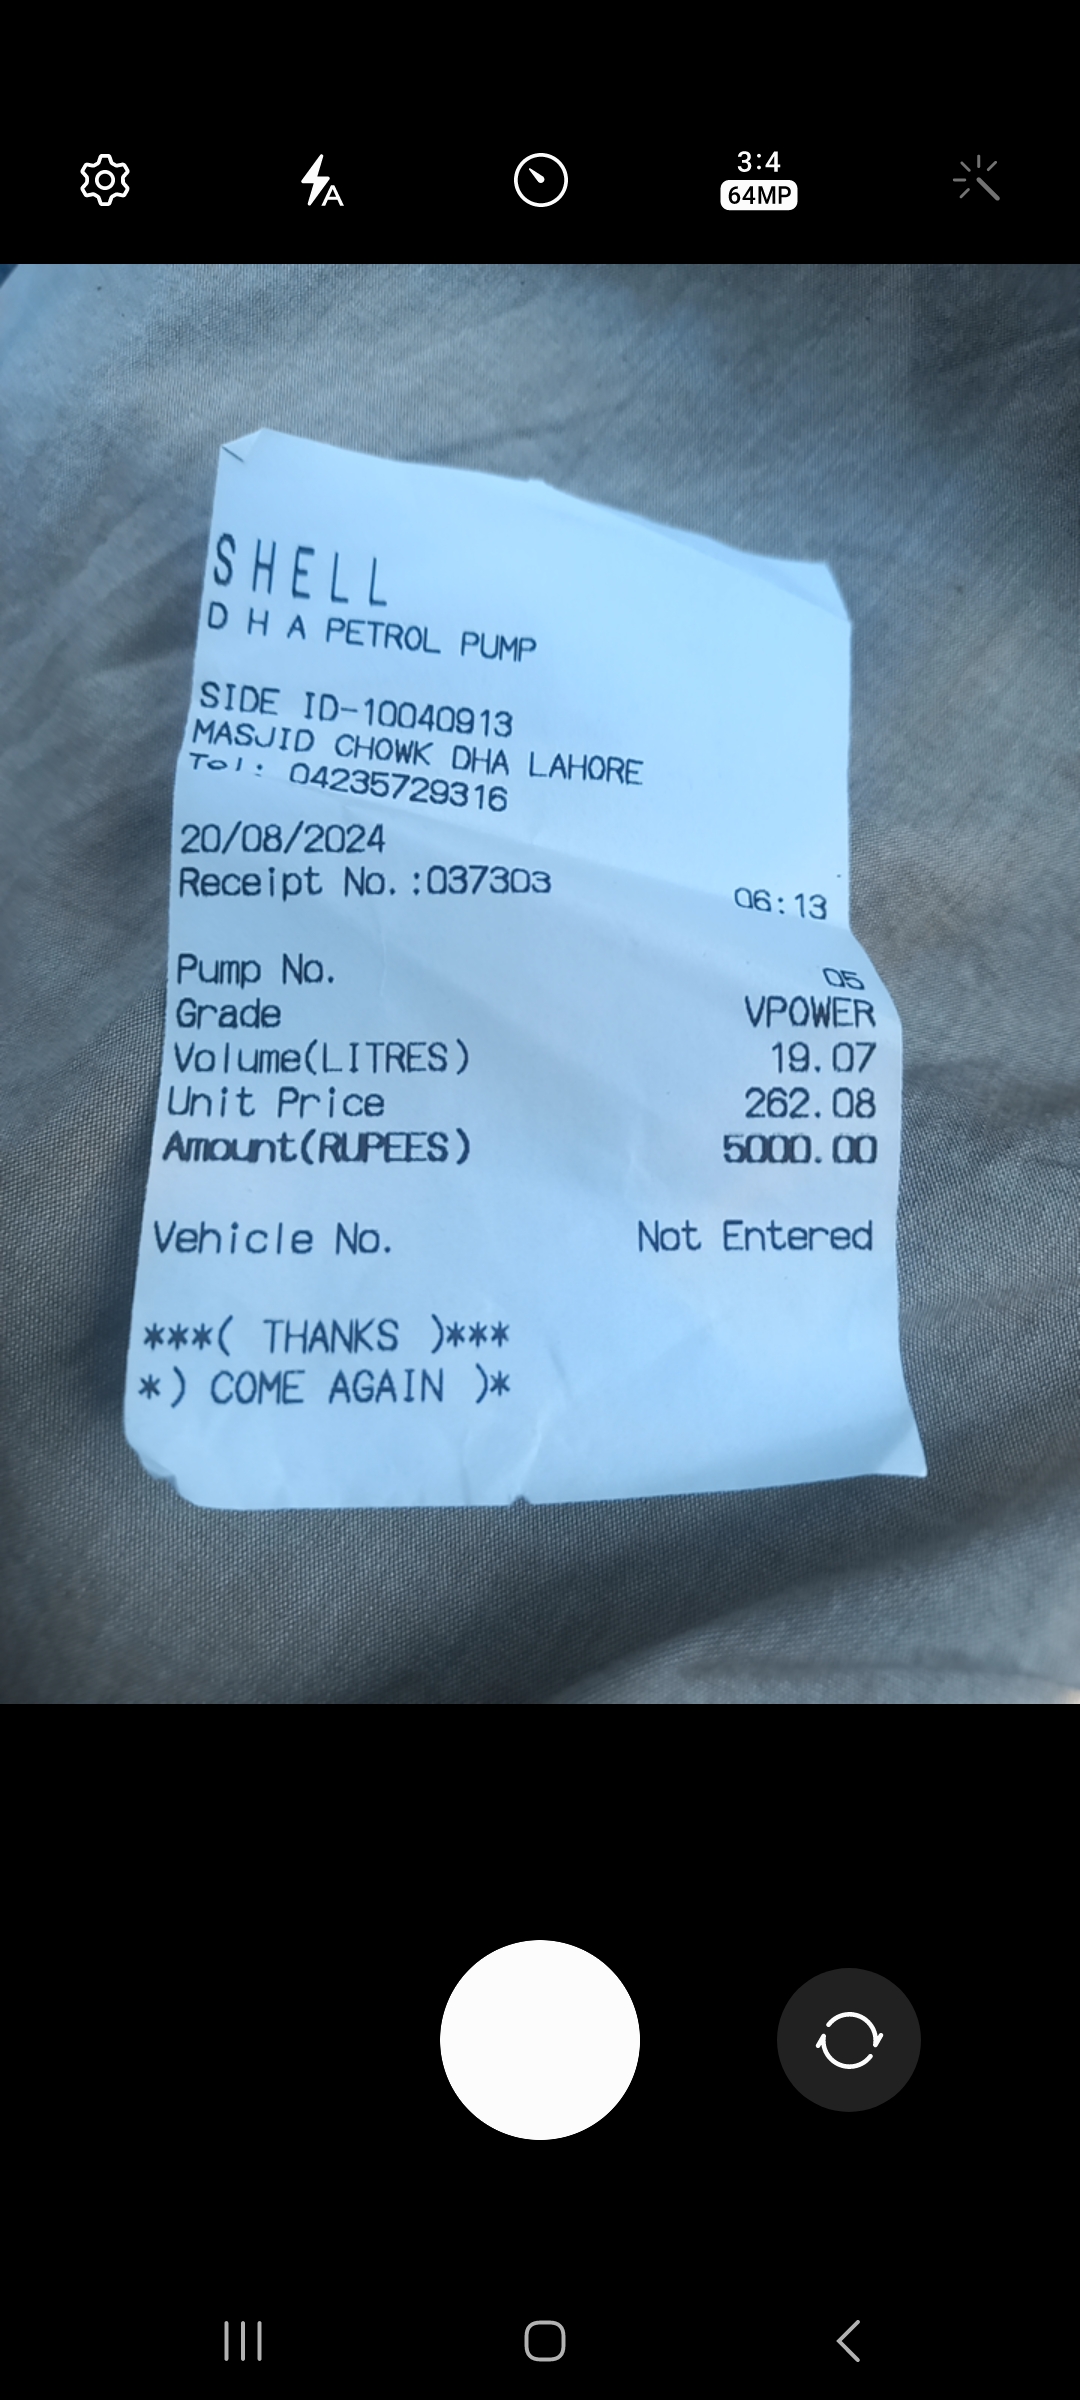 3:4
64MP
SHELL
D H A PETROL PUMP
SIDE ID-10040913
MASJID CHOWK DHA LAHORE
Tel: 04235729316
20/08/2024
Receipt No.:037303 06:13
Pump No. 05
Grade VPOWER
Volume(LITRES) 19.07
Unit Price 262.08
Amount(RUPEES) 5000.00
Vehicle No. Not Entered
***( THANKS )***
*) COME AGAIN )*